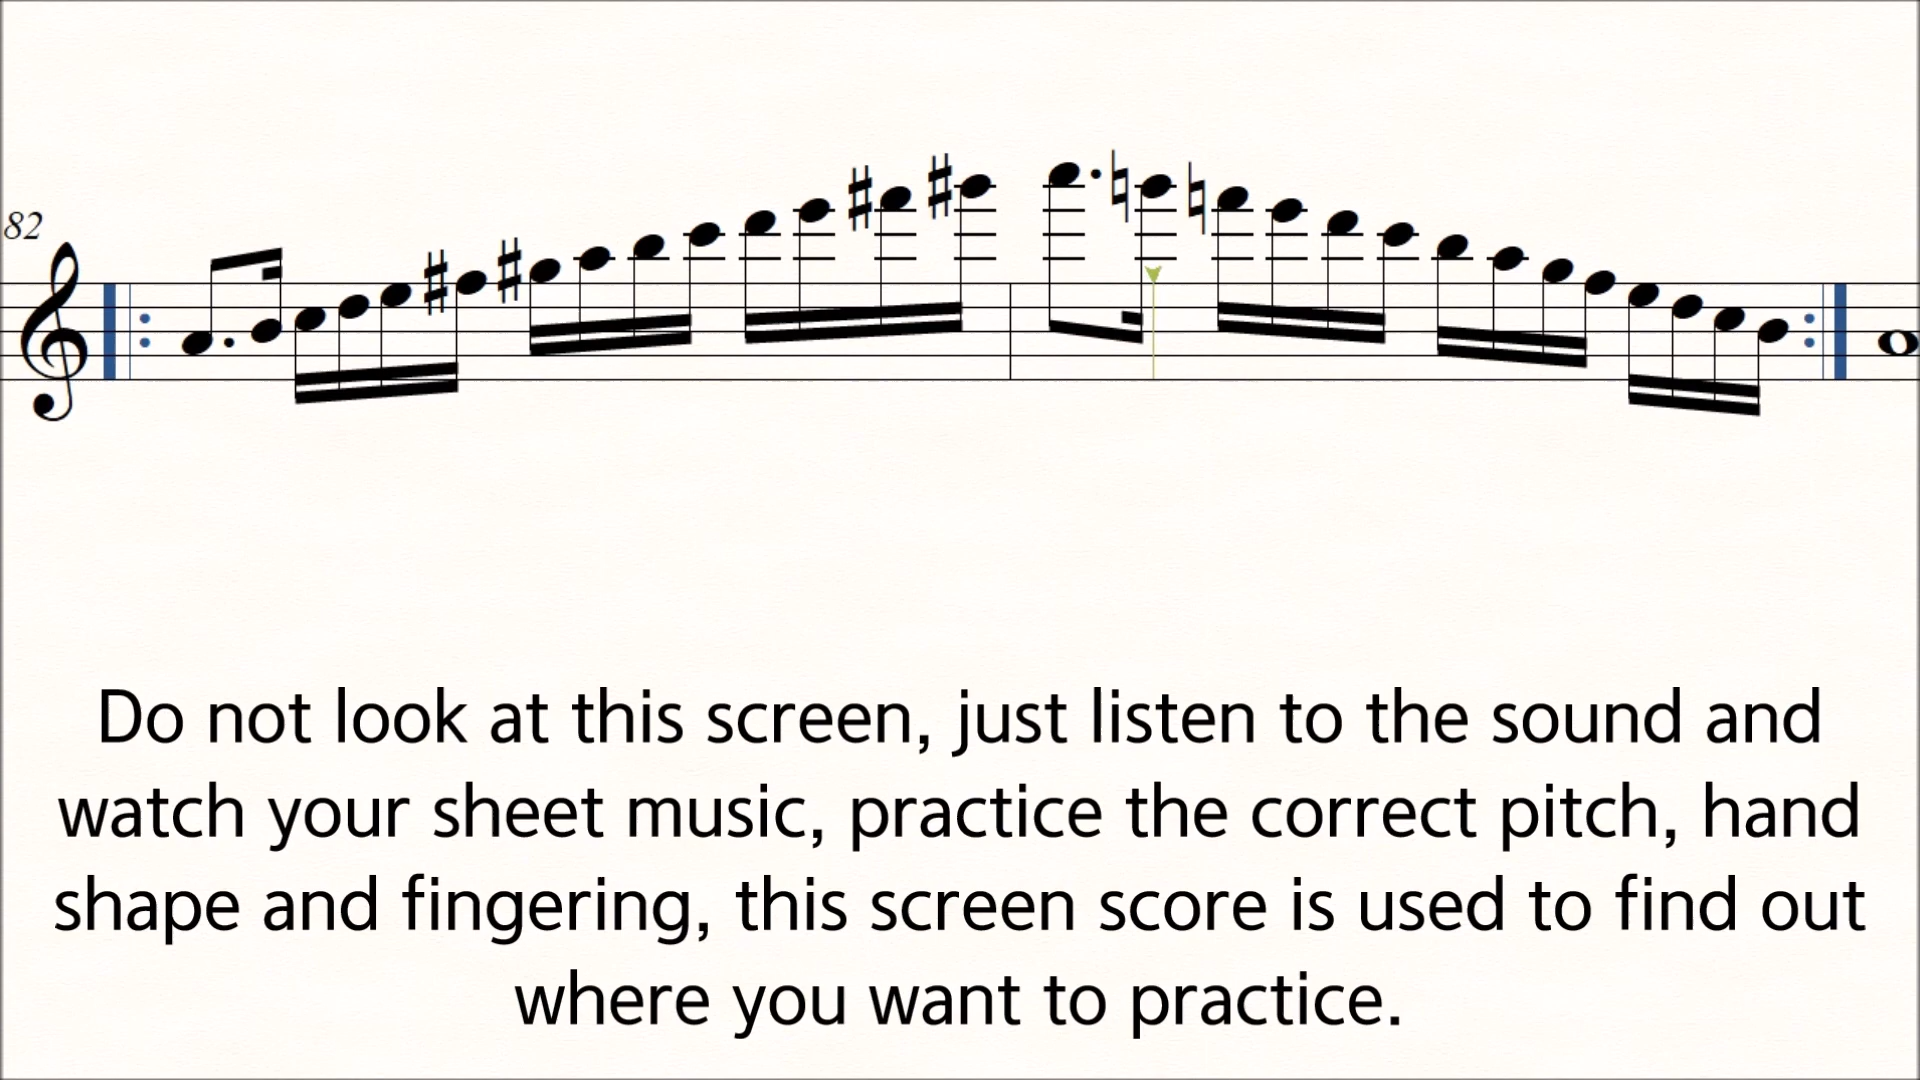 82
Do not look at this screen, just listen to the sound and
watch your sheet music, practice the correct pitch, hand
shape and fingering, this screen score is used to find out
where you want to practice.